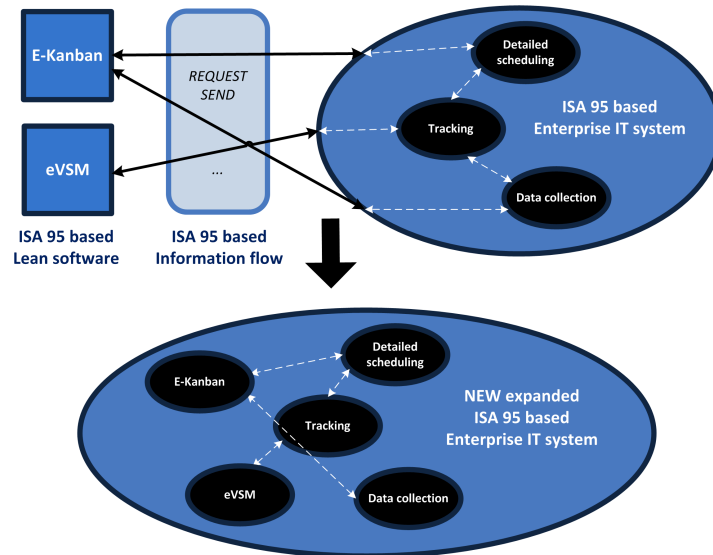 E-Kanban
REQUEST
SEND
...
eVSM
ISA 95 based
Lean software
ISA 95 based
Information flow
Detailed
scheduling
Tracking
Data collection
ISA 95 based
Enterprise IT system
Detailed
scheduling
E-Kanban
Tracking
eVSM
Data collection
NEW expanded
ISA 95 based
Enterprise IT system